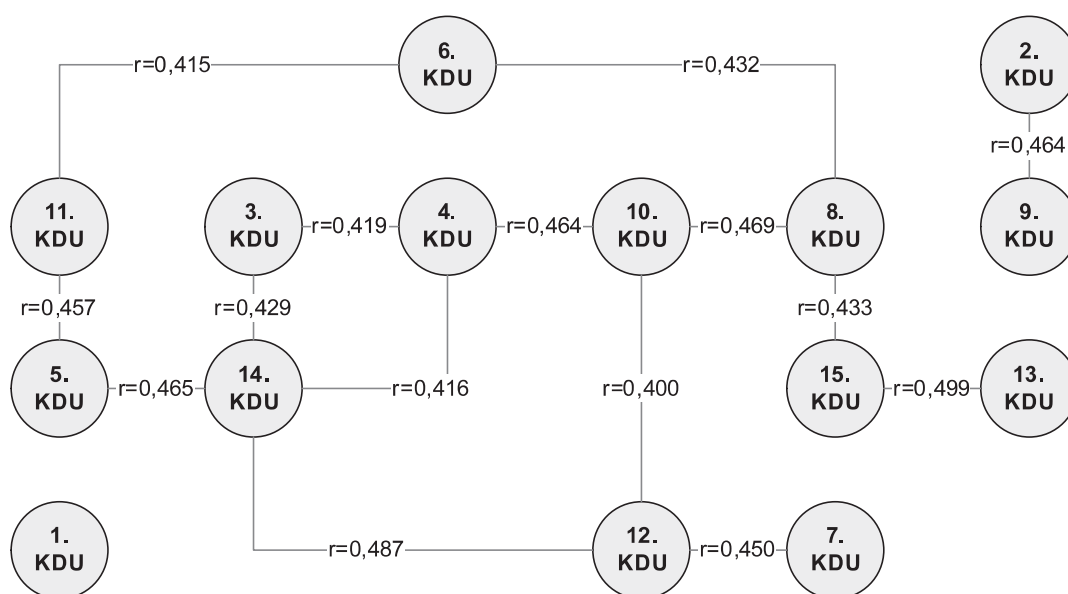 6.
KDU
2.
KDU
r=0,415
r=0,432
r=0,464
11.
KDU
3.
KDU
r=0,419
4.
KDU
r=0,464
10.
KDU
r=0,469
8.
KDU
9.
KDU
r=0,457
r=0,429
r=0,433
5.
KDU
r=0,465
14.
KDU
r=0,416
r=0,400
15.
KDU
r=0,499
13.
KDU
1.
KDU
r=0,487
12.
KDU
r=0,450
7.
KDU